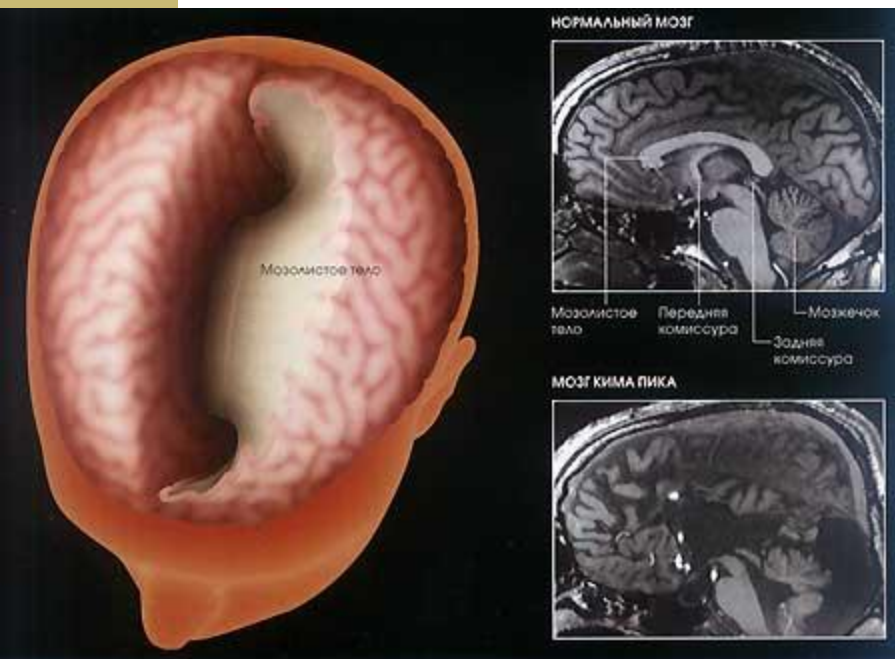 НОРМАЛЬНЫЙ МОЗГ
Мозолистое тело
Мозолистое
тело
Передняя
комиссура
Мозжечок
Задняя
комиссура
МОЗГ КИМА ПИКА